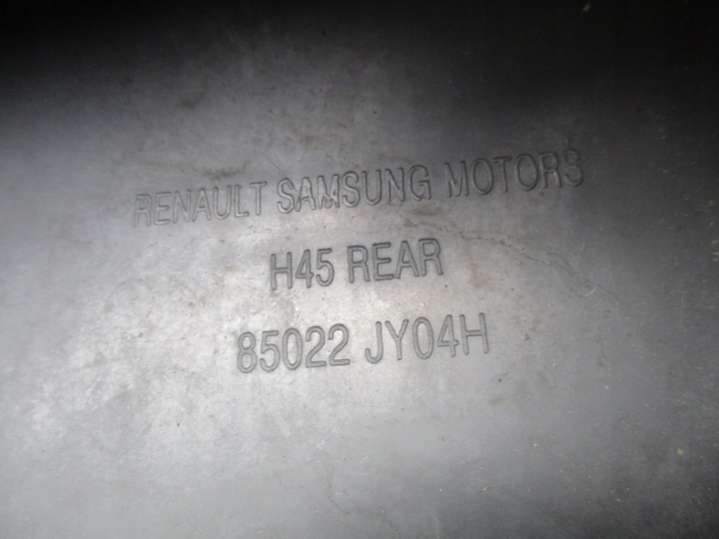 RENAULT SAMSUNG MOTORS
H45 REAR
85022 JY04H